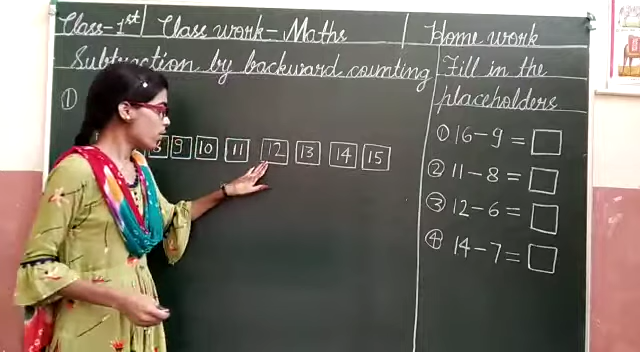 Class-1st Class work - Maths Home work
Subtraction by backward counting
Fill in the
placeholders
①
8 9 10 11 12 13 14 15
① 16-9=
② 11-8=
③ 12-6=
④ 14-7=